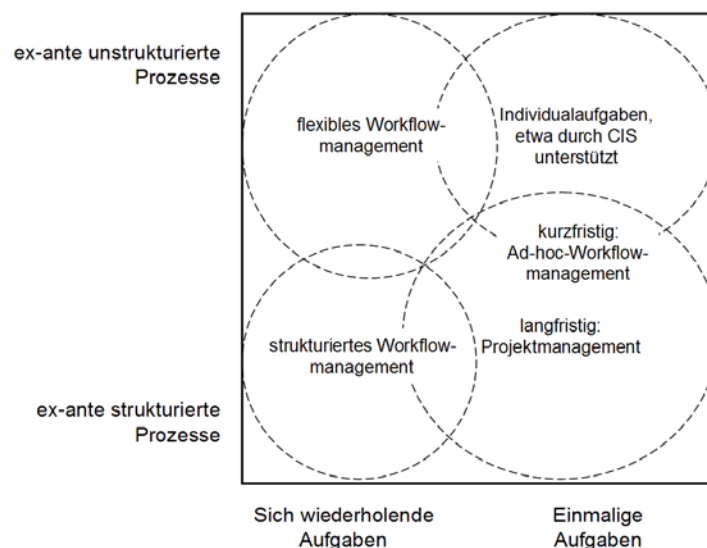 ex-ante unstrukturierte
Prozesse
flexibles Workflow-
management
Individualaufgaben,
etwa durch CIS
unterstützt
kurzfristig:
Ad-hoc-Workflow-
management
langfristig:
Projektmanagement
strukturiertes Workflow-
management
ex-ante strukturierte
Prozesse
Sich wiederholende
Aufgaben
Einmalige
Aufgaben